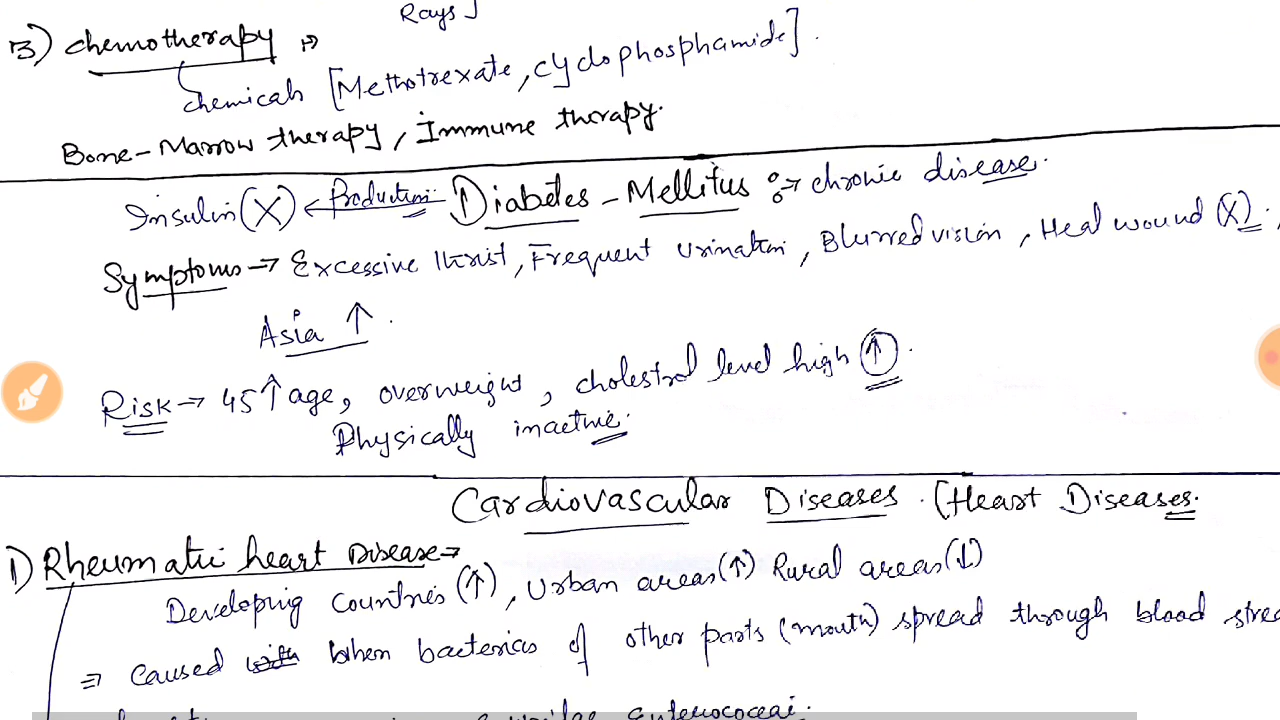 Rays]
3) chemotherapy :→
chemicals [Methotrexate, cyclophosphamide].
Bone-Marrow therapy, Immune therapy.
Insulin (X) ← Production: Diabetes - Mellitus :→ chronic disease.
Symptoms → Excessive thrist, Frequent urination, Blurred vision, Heal wound (X).
Asia ↑.
Risk → 45↑ age, overweight, cholestrol level high ↑.
Physically inactive.
Cardiovascular Diseases. (Heart Diseases.
1) Rheumatic heart Disease →
Developing countries (↑), Urban areas (↑) Rural areas (↓)
⇒ caused when bacterias of other parts (mouth) spread through blood stre
enterococcai.